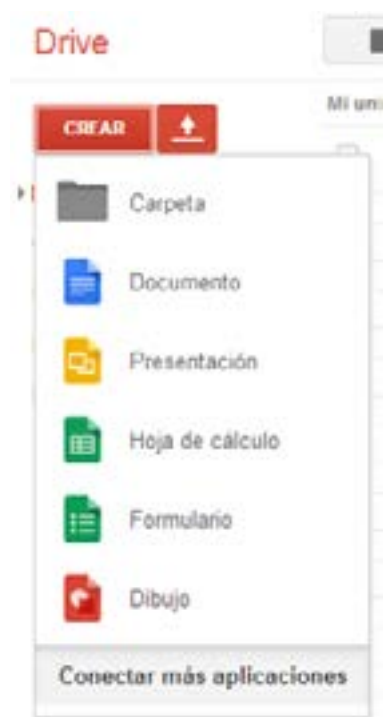 Drive
CREAR
Carpeta
Documento
Presentación
Hoja de cálculo
Formulario
Dibujo
Conectar más aplicaciones